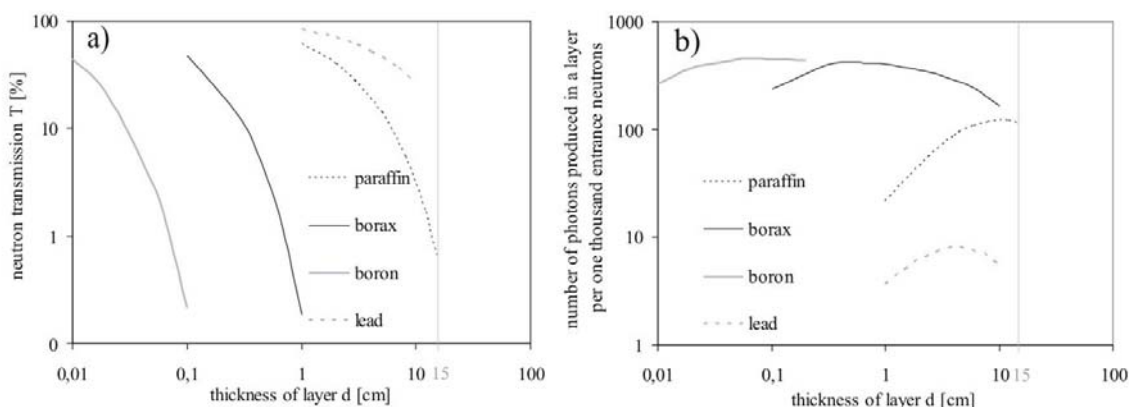 a)
neutron transmission T [%]
100
10
1
0
paraffin
borax
boron
lead
0,01 0,1 1 10 15 100
thickness of layer d [cm]
b)
number of photons produced in a layer
per one thousand entrance neutrons
1000
100
10
1
paraffin
borax
boron
lead
0,01 0,1 1 10 15 100
thickness of layer d [cm]